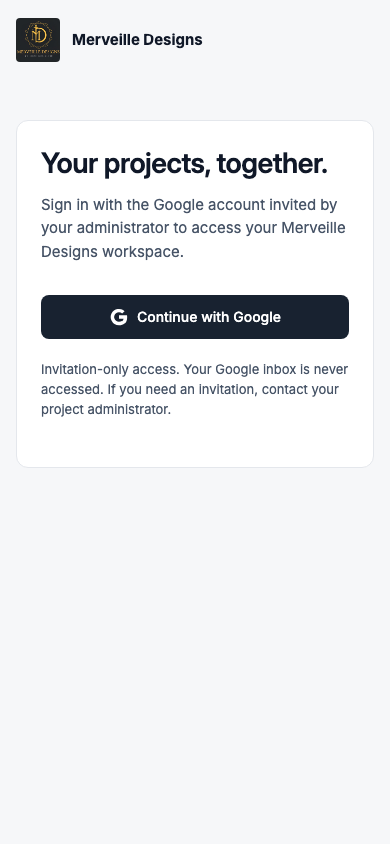 MERVEILLE DESIGNS
Merveille Designs
Your projects, together.
Sign in with the Google account invited by
your administrator to access your Merveille
Designs workspace.
Continue with Google
Invitation-only access. Your Google inbox is never
accessed. If you need an invitation, contact your
project administrator.